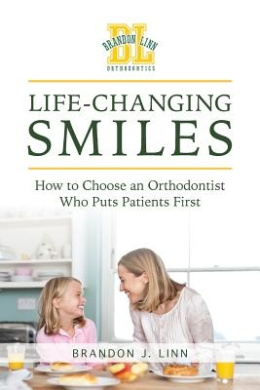 BRANDON LINN
BL
ORTHODONTICS
LIFE-CHANGING
SMILES
How to Choose an Orthodontist
Who Puts Patients First
BRANDON J. LINN